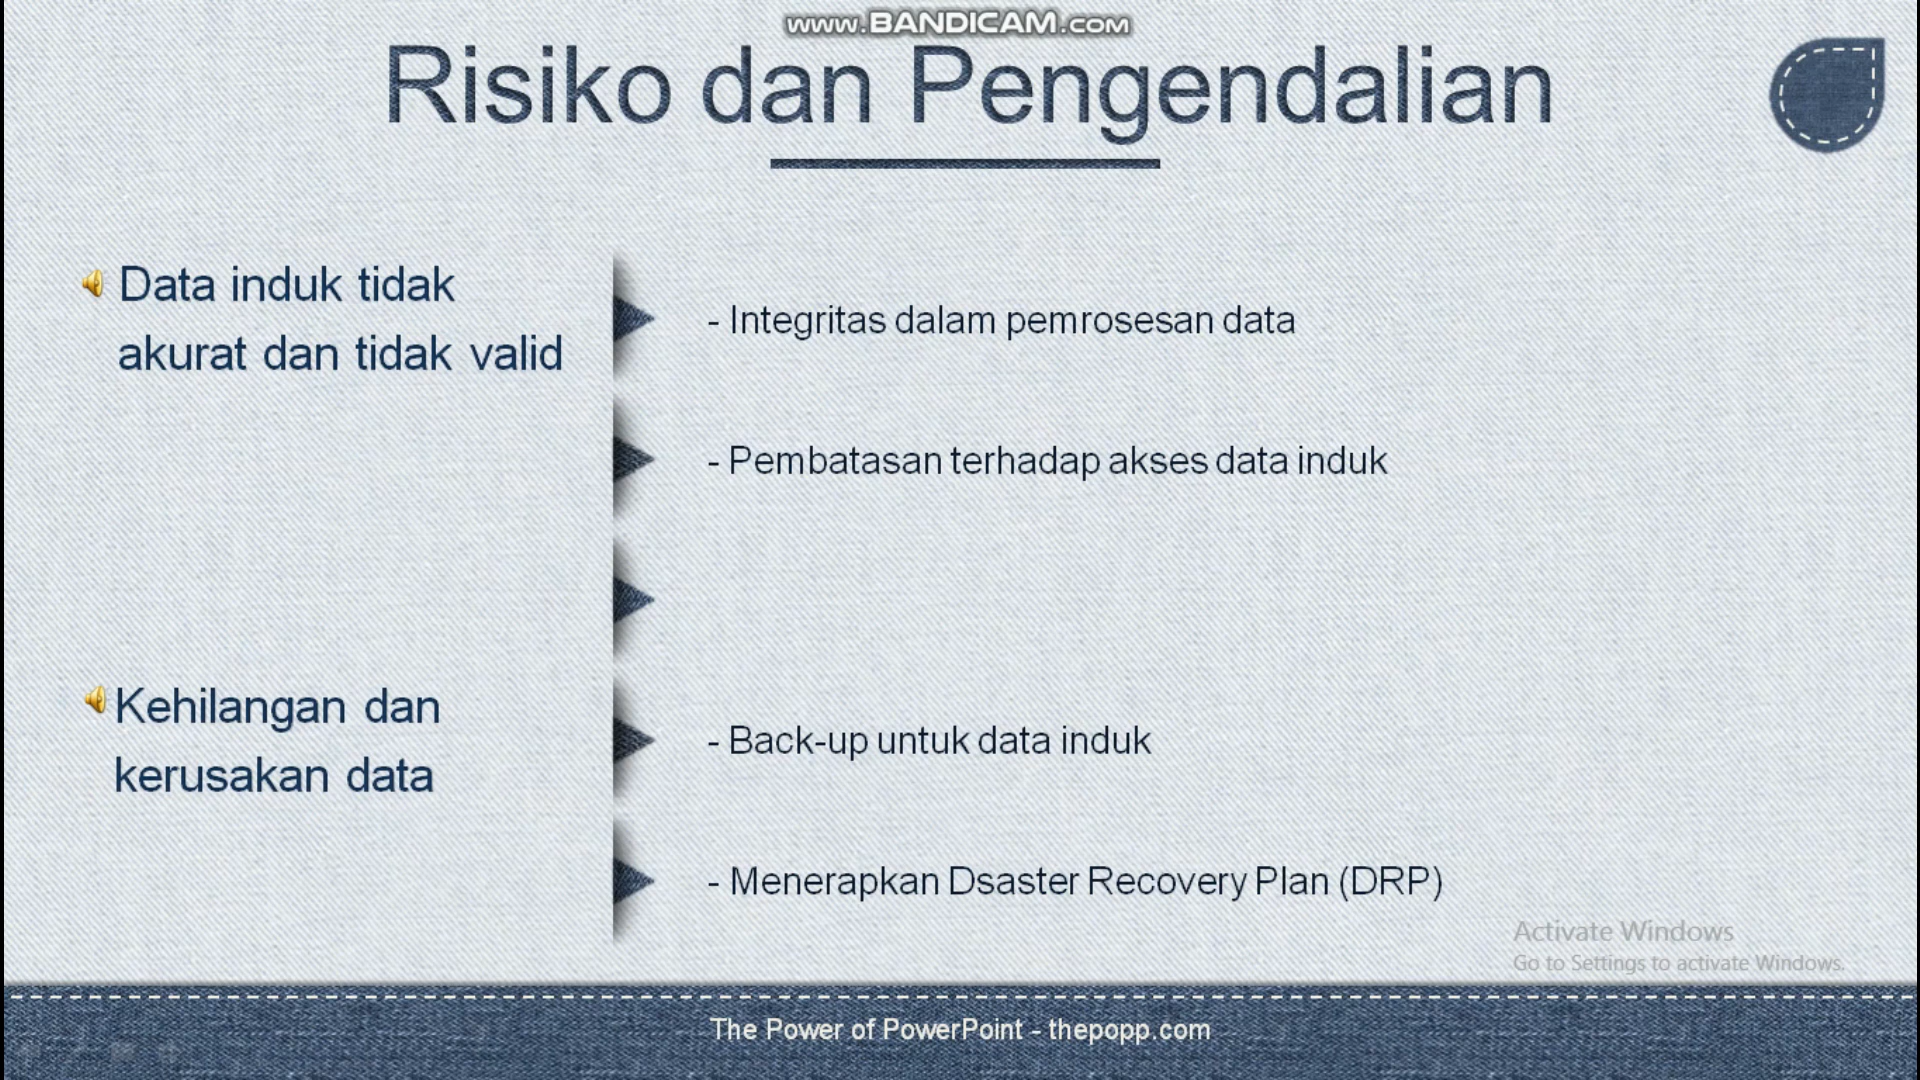 www.BANDICAM.com
Risiko dan Pengendalian
Data induk tidak
akurat dan tidak valid
- Integritas dalam pemrosesan data
- Pembatasan terhadap akses data induk
Kehilangan dan
kerusakan data
- Back-up untuk data induk
- Menerapkan Dsaster Recovery Plan (DRP)
Activate Windows
Go to Settings to activate Windows.
The Power of PowerPoint - thepopp.com